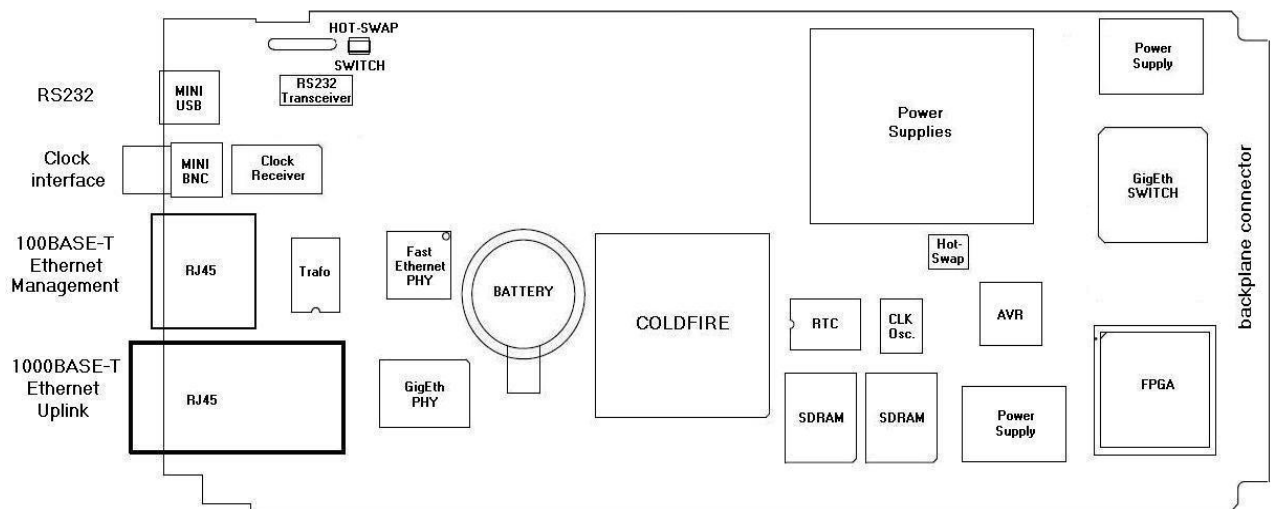 HOT-SWAP
SWITCH
RS232
MINI
USB
RS232
Transceiver
Clock
interface
MINI
BNC
Clock
Receiver
100BASE-T
Ethernet
Management
RJ45
Trafo
Fast
Ethernet
PHY
BATTERY
1000BASE-T
Ethernet
Uplink
RJ45
GigEth
PHY
COLDFIRE
Power
Supplies
Power
Supply
GigEth
SWITCH
Hot-
Swap
RTC
CLK
Osc.
AVR
SDRAM
SDRAM
Power
Supply
FPGA
backplane connector